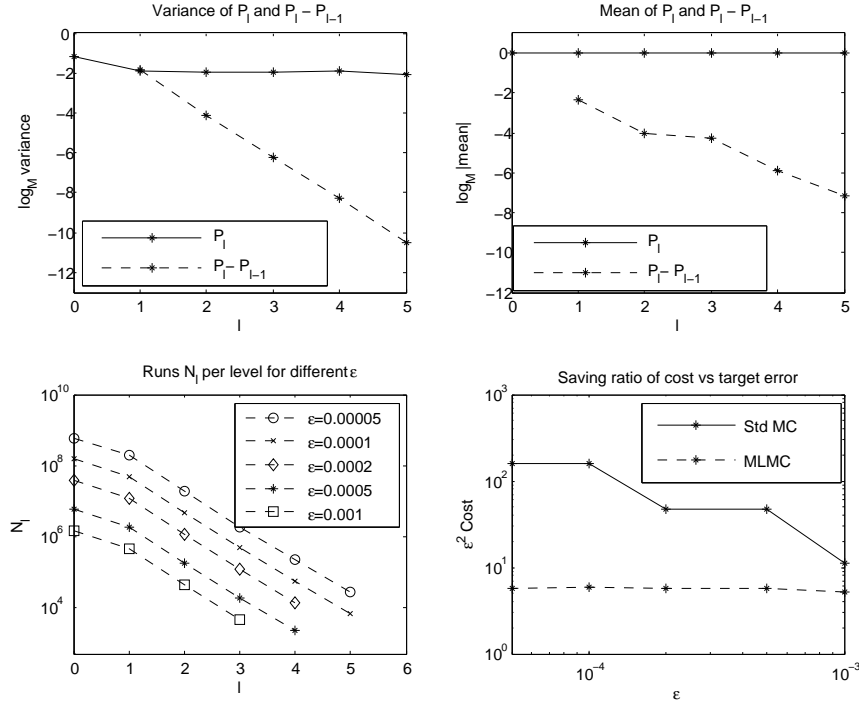 Variance of P_l and P_l − P_{l−1}
0
−2
−4
−6
−8
−10
−12
log_M variance
P_l
P_l − P_{l−1}
0 1 2 3 4 5
l
Mean of P_l and P_l − P_{l−1}
0
−2
−4
−6
−8
−10
−12
log_M |mean|
P_l
P_l − P_{l−1}
0 1 2 3 4 5
l
Runs N_l per level for different ε
10^10
10^8
10^6
10^4
N_l
ε=0.00005
ε=0.0001
ε=0.0002
ε=0.0005
ε=0.001
0 1 2 3 4 5 6
l
Saving ratio of cost vs target error
10^3
10^2
10^1
10^0
ε^2 Cost
Std MC
MLMC
10^−4 10^−3
ε